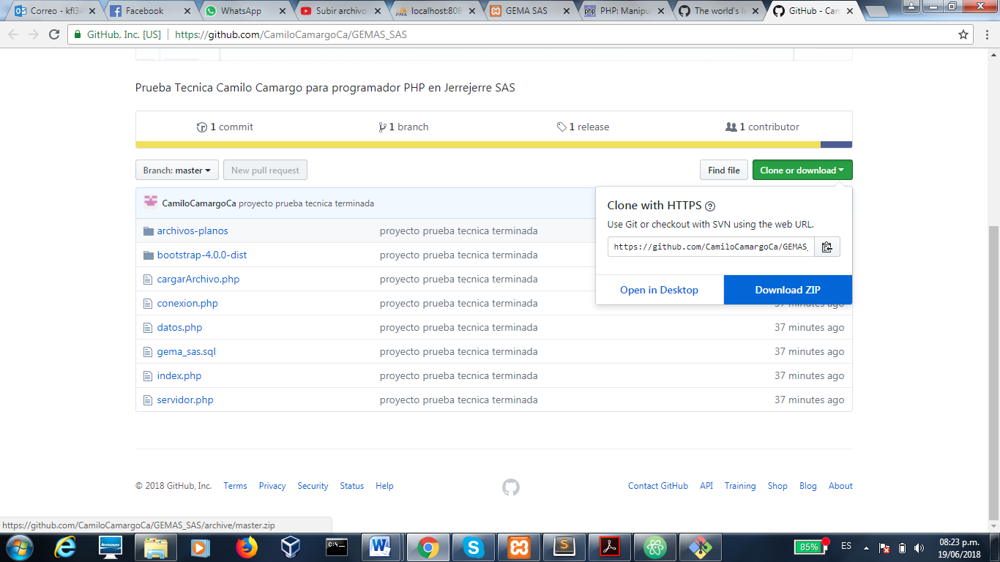 Correo - kfl34
Facebook
WhatsApp
Subir archivo
localhost:808
GEMA SAS
PHP: Manipu
The world's le
GitHub - Cam
GitHub, Inc. [US] https://github.com/CamiloCamargoCa/GEMAS_SAS
Prueba Tecnica Camilo Camargo para programador PHP en Jerrejerre SAS
1 commit 1 branch 1 release 1 contributor
Branch: master New pull request Find file Clone or download
CamiloCamargoCa proyecto prueba tecnica terminada
Clone with HTTPS
Use Git or checkout with SVN using the web URL.
https://github.com/CamiloCamargoCa/GEMAS_
Open in Desktop Download ZIP
archivos-planos proyecto prueba tecnica terminada
bootstrap-4.0.0-dist proyecto prueba tecnica terminada
cargarArchivo.php proyecto prueba tecnica terminada
conexion.php proyecto prueba tecnica terminada 37 minutes ago
datos.php proyecto prueba tecnica terminada 37 minutes ago
gema_sas.sql proyecto prueba tecnica terminada 37 minutes ago
index.php proyecto prueba tecnica terminada 37 minutes ago
servidor.php proyecto prueba tecnica terminada 37 minutes ago
© 2018 GitHub, Inc. Terms Privacy Security Status Help Contact GitHub API Training Shop Blog About
https://github.com/CamiloCamargoCa/GEMAS_SAS/archive/master.zip
lenovo
85% ES 08:23 p.m.
19/06/2018